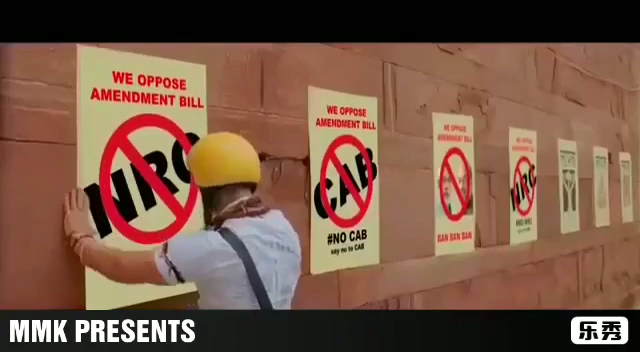 WE OPPOSE
AMENDMENT BILL
NRC
WE OPPOSE
AMENDMENT BILL
CAB
#NO CAB
say no to CAB
WE OPPOSE
AMENDMENT BILL
BAN BAN BAN
WE OPPOSE
AMENDMENT BILL
NRC
MMK PRESENTS
乐秀